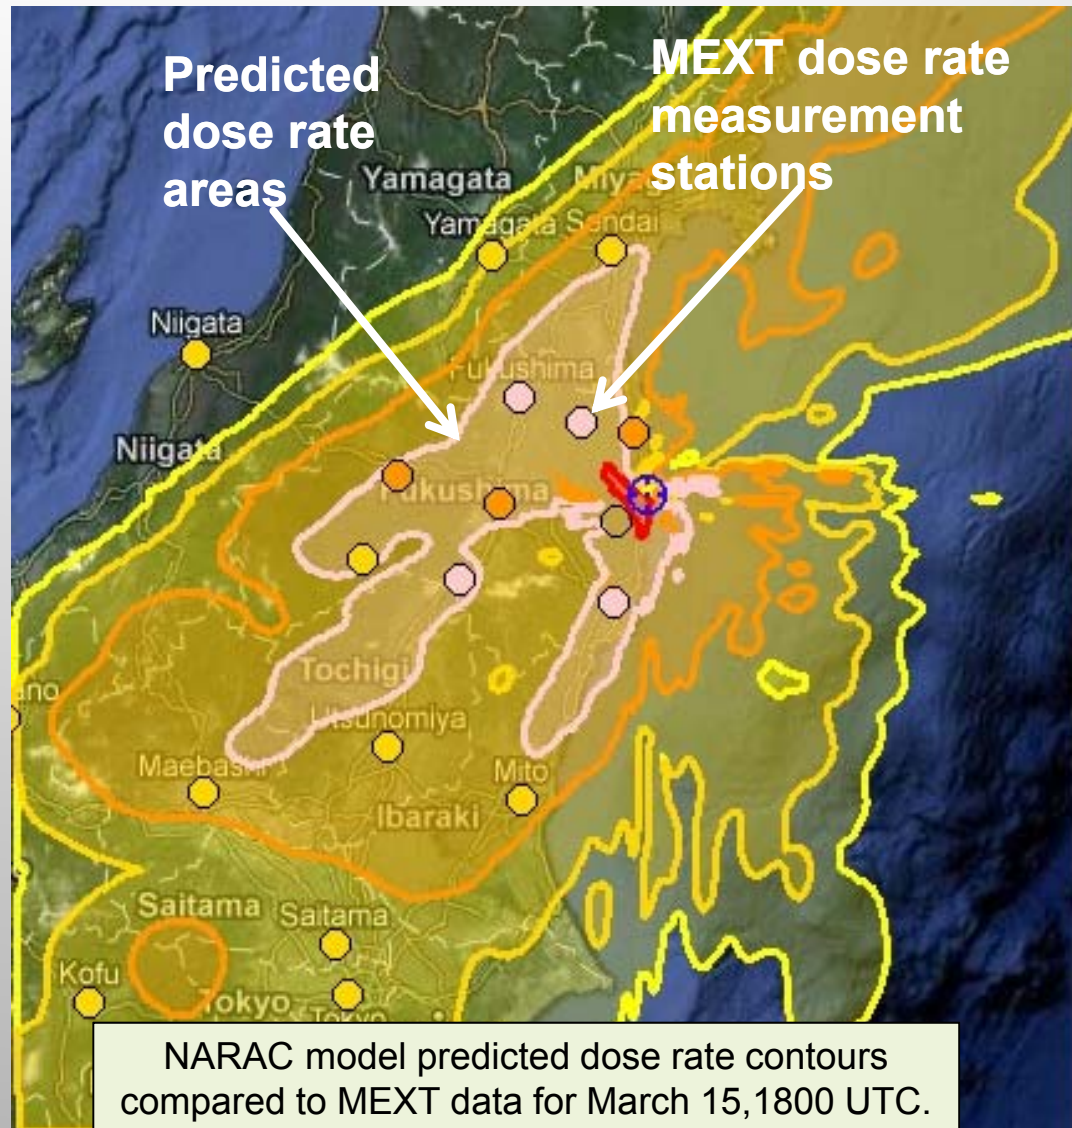 Predicted
dose rate
areas
MEXT dose rate
measurement
stations
Yamagata
Yamagata Sendai
Niigata
Fukushima
Niigata
Fukushima
Tochigi
Utsunomiya
Maebashi
Mito
Ibaraki
Saitama
Saitama
Kofu
Tokyo
Tokyo
NARAC model predicted dose rate contours
compared to MEXT data for March 15,1800 UTC.